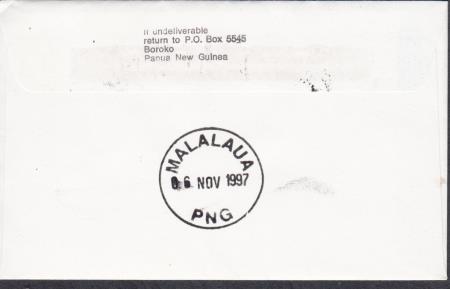 If undeliverable
return to P.O. Box 5545
Boroko
Papua New Guinea
MALALAUA
06 NOV 1997
PNG